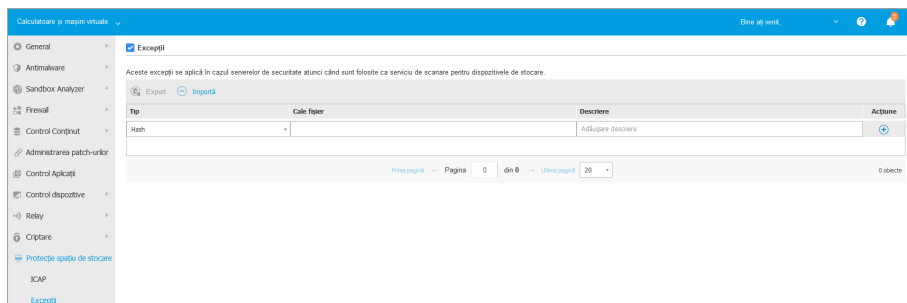 Calculatoare și mașini virtuale
Bine ați venit,
General +
Antimalware +
Sandbox Analyzer +
Firewall +
Control Conținut +
Administrarea patch-urilor
Control Aplicații
Control dispozitive +
Relay +
Criptare +
Protecție spațiu de stocare
ICAP
Excepții
Excepții
Aceste excepții se aplică în cazul serverelor de securitate atunci când sunt folosite ca serviciu de scanare pentru dispozitivele de stocare.
Export Importă
Tip Cale fișier Descriere Acțiune
Hash Adăugare descriere
Prima pagină ← Pagina 0 din 0 → Ultima pagină 20 0 obiecte